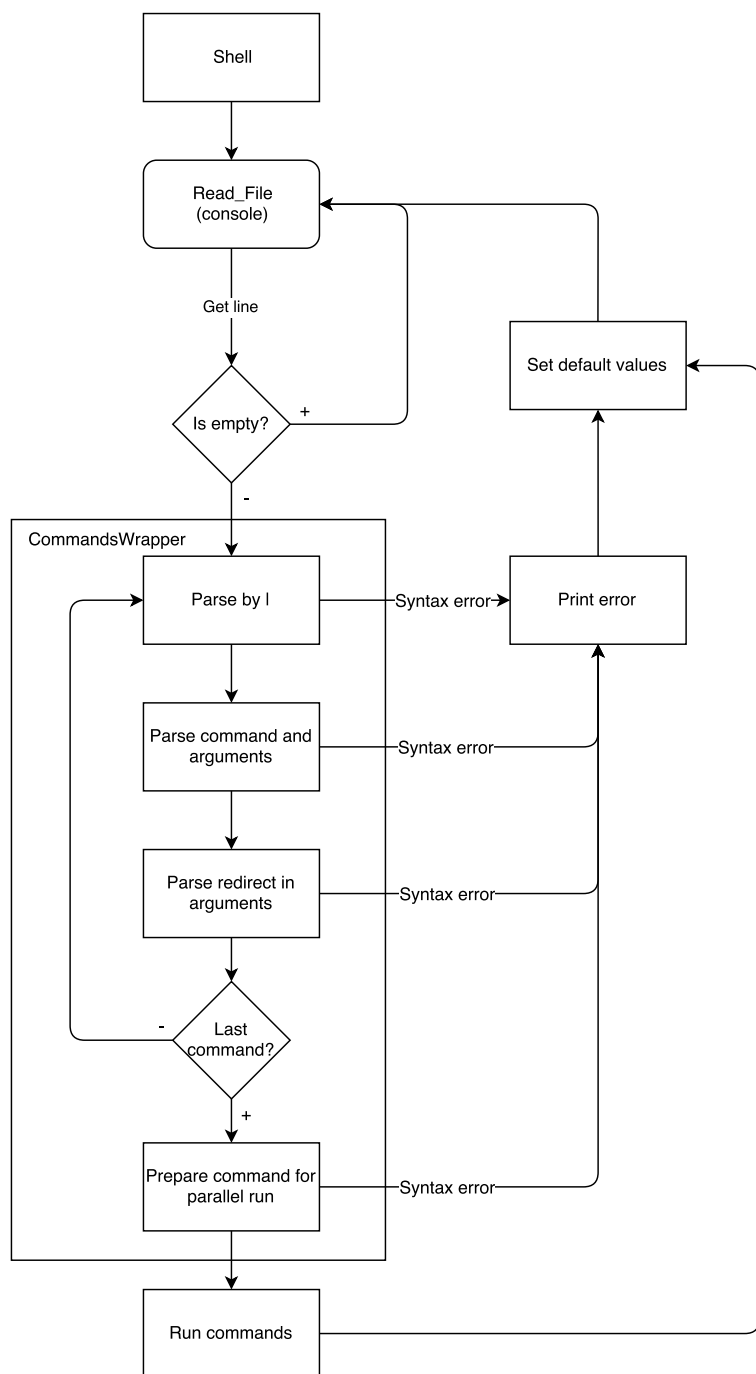 Shell
Read_File
(console)
Get line
Set default values
Is empty?
+
-
CommandsWrapper
Parse by |
Syntax error
Print error
Parse command and
arguments
Syntax error
Parse redirect in
arguments
Syntax error
-
Last
command?
+
Prepare command for
parallel run
Syntax error
Run commands